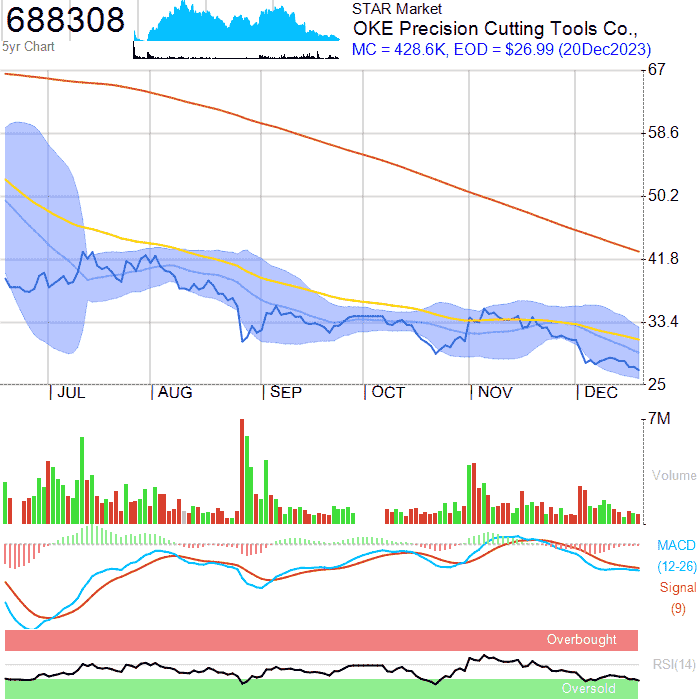 688308
5yr Chart
STAR Market
OKE Precision Cutting Tools Co.,
MC = 428.6K, EOD = $26.99 (20Dec2023)
67
58.6
50.2
41.8
33.4
25
JUL AUG SEP OCT NOV DEC
7M
Volume
MACD
(12-26)
Signal
(9)
Overbought
RSI(14)
Oversold